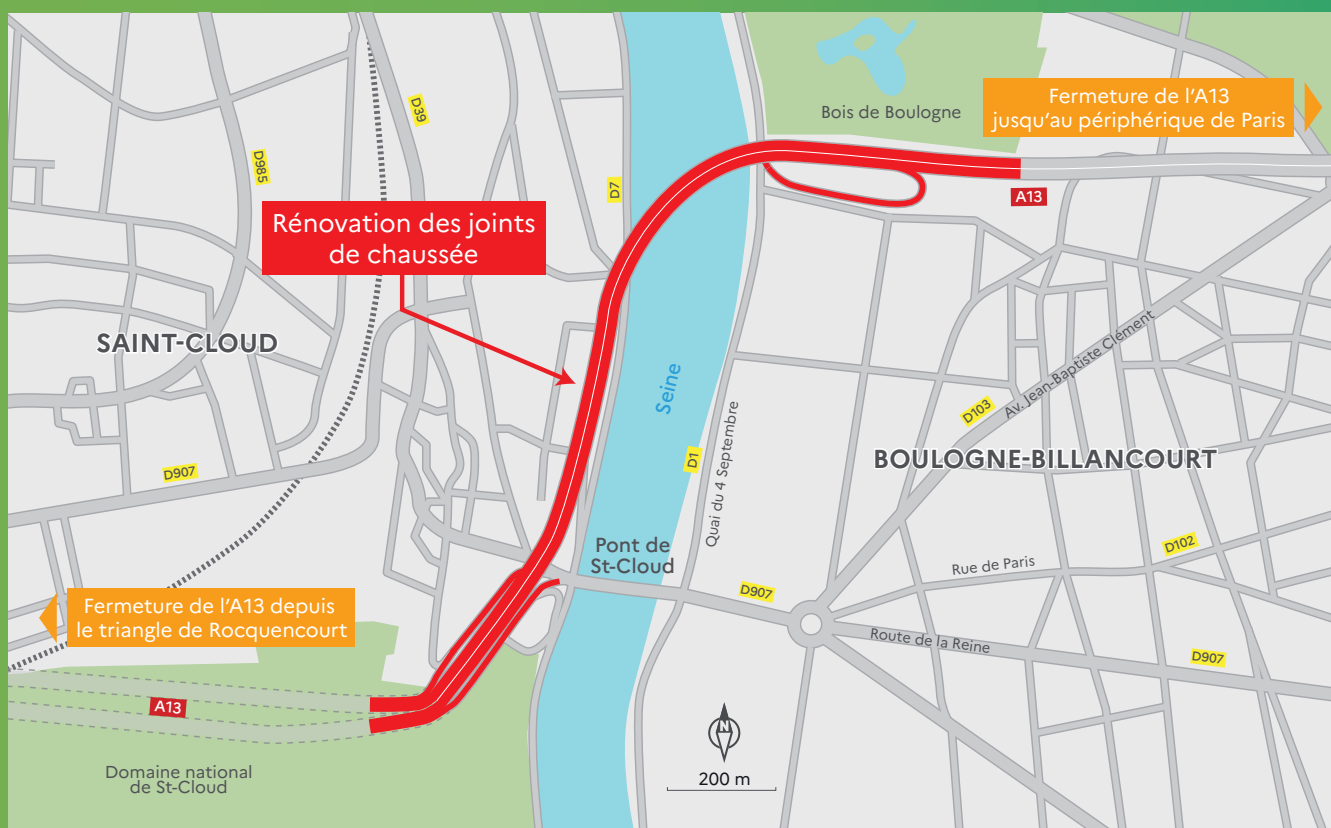 Bois de Boulogne
Fermeture de l'A13
jusqu'au périphérique de Paris
D39
D985
D7
A13
Rénovation des joints
de chaussée
SAINT-CLOUD
Seine
Av. Jean-Baptiste Clément
D103
D1
Quai du 4 Septembre
BOULOGNE-BILLANCOURT
D907
Pont de
St-Cloud
D102
Rue de Paris
D907
Fermeture de l'A13 depuis
le triangle de Rocquencourt
Route de la Reine
D907
A13
N
200 m
Domaine national
de St-Cloud